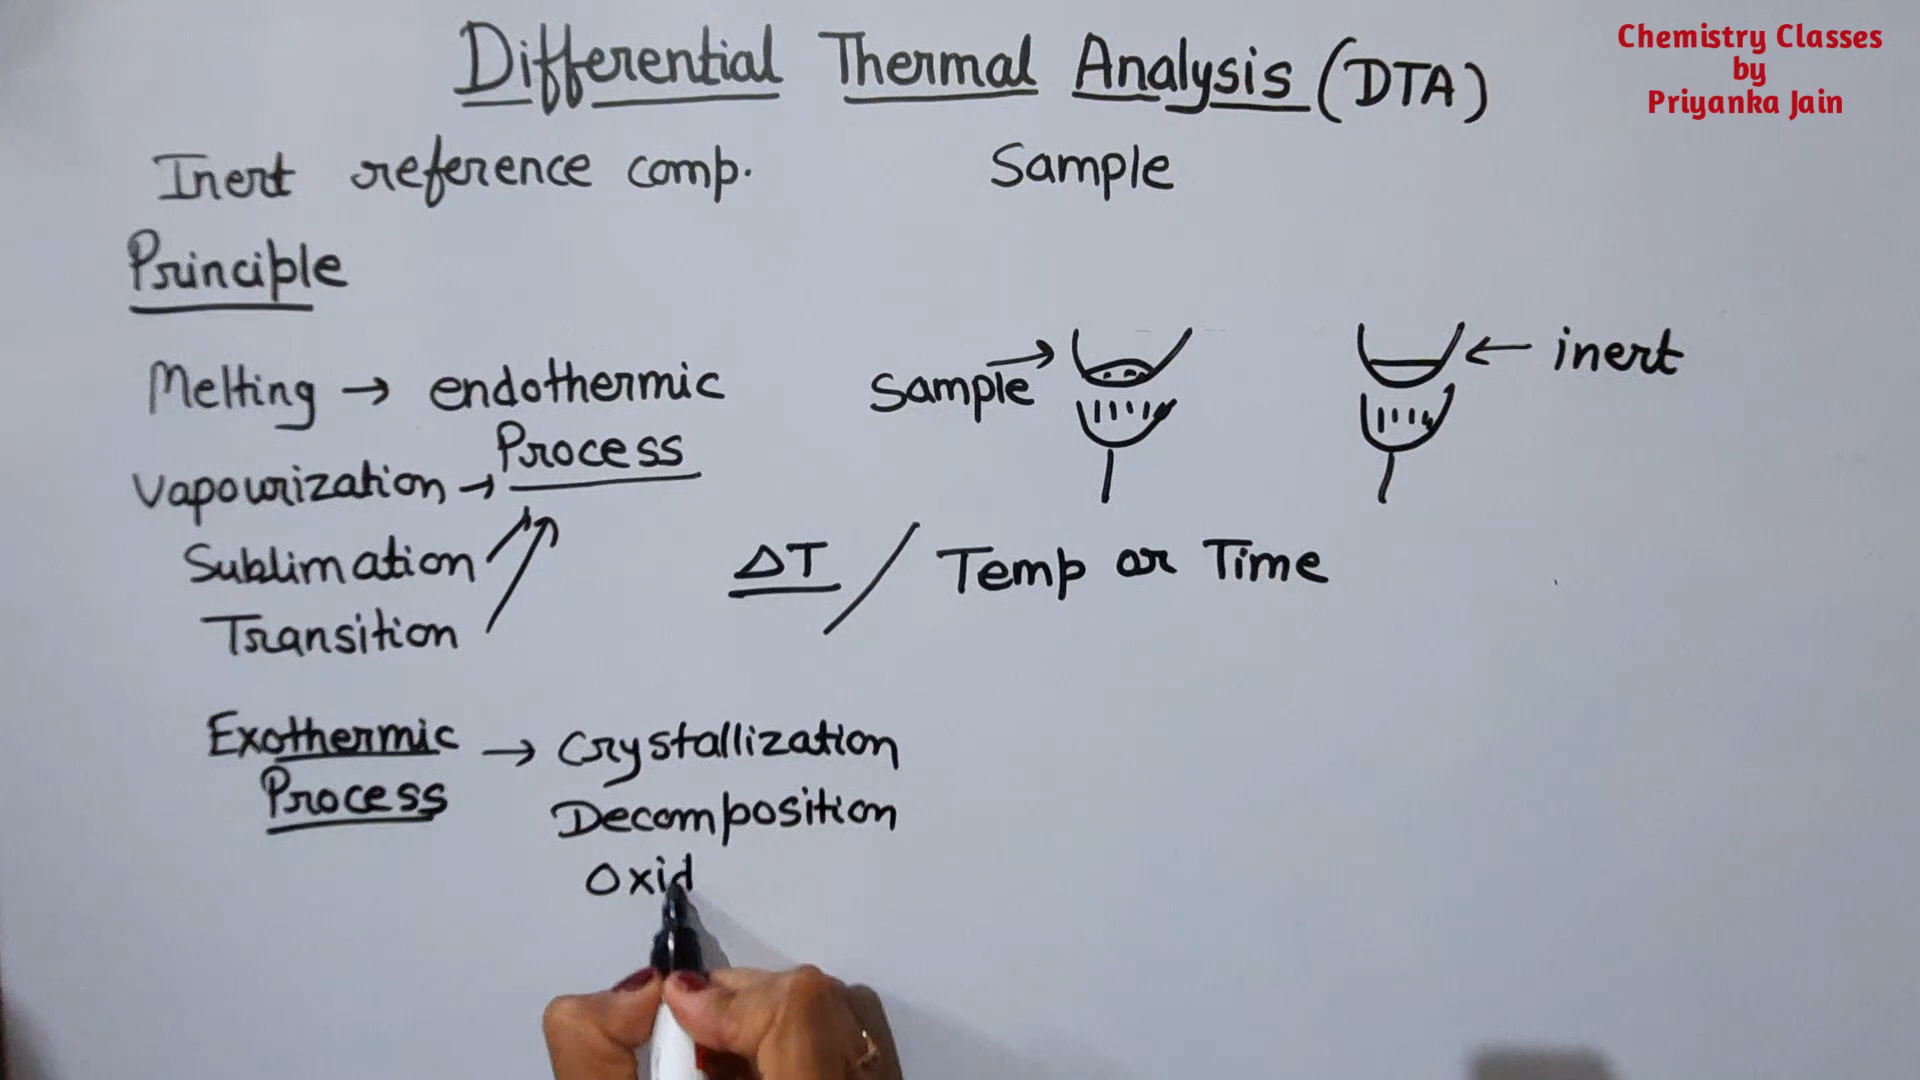 Differential Thermal Analysis (DTA)
Chemistry Classes
by
Priyanka Jain
Inert reference comp.
Sample
Principle
Melting → endothermic
Process
Vapourization →
Sublimation
Transition
Sample →
← inert
ΔT / Temp or Time
Exothermic → Crystallization
Process
Decomposition
Oxid